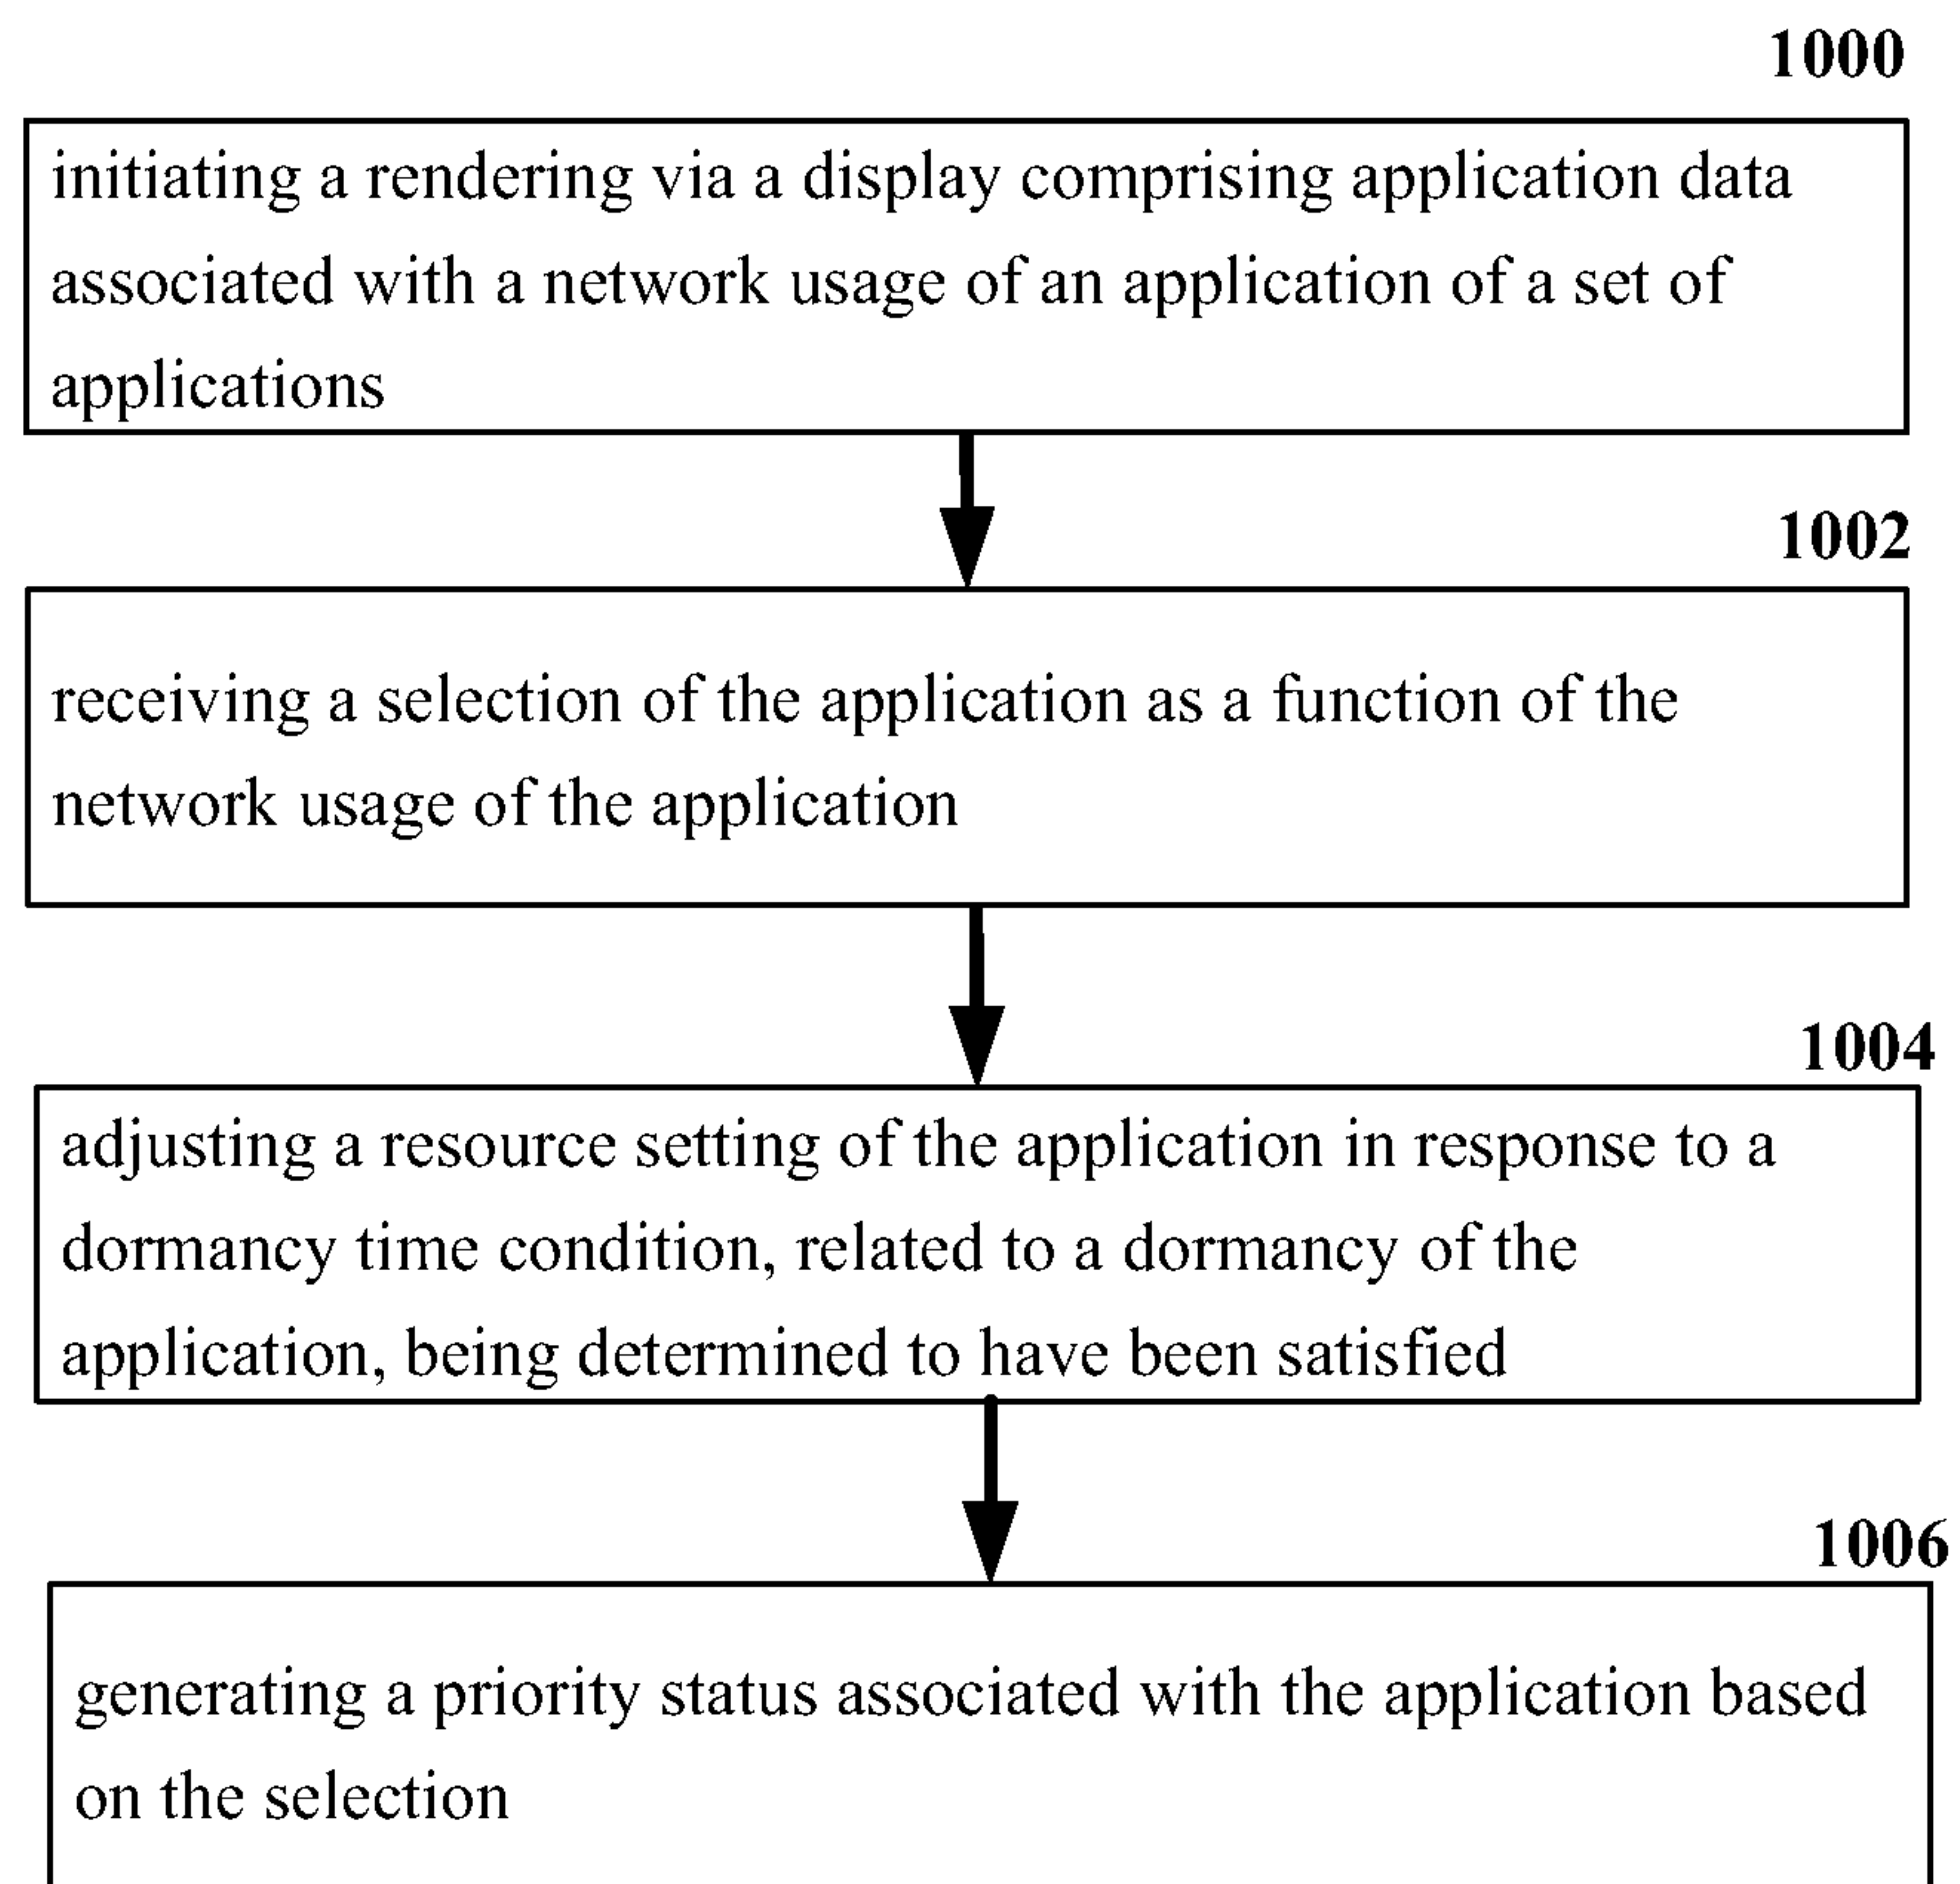 1000
initiating a rendering via a display comprising application data
associated with a network usage of an application of a set of
applications
1002
receiving a selection of the application as a function of the
network usage of the application
1004
adjusting a resource setting of the application in response to a
dormancy time condition, related to a dormancy of the
application, being determined to have been satisfied
1006
generating a priority status associated with the application based
on the selection